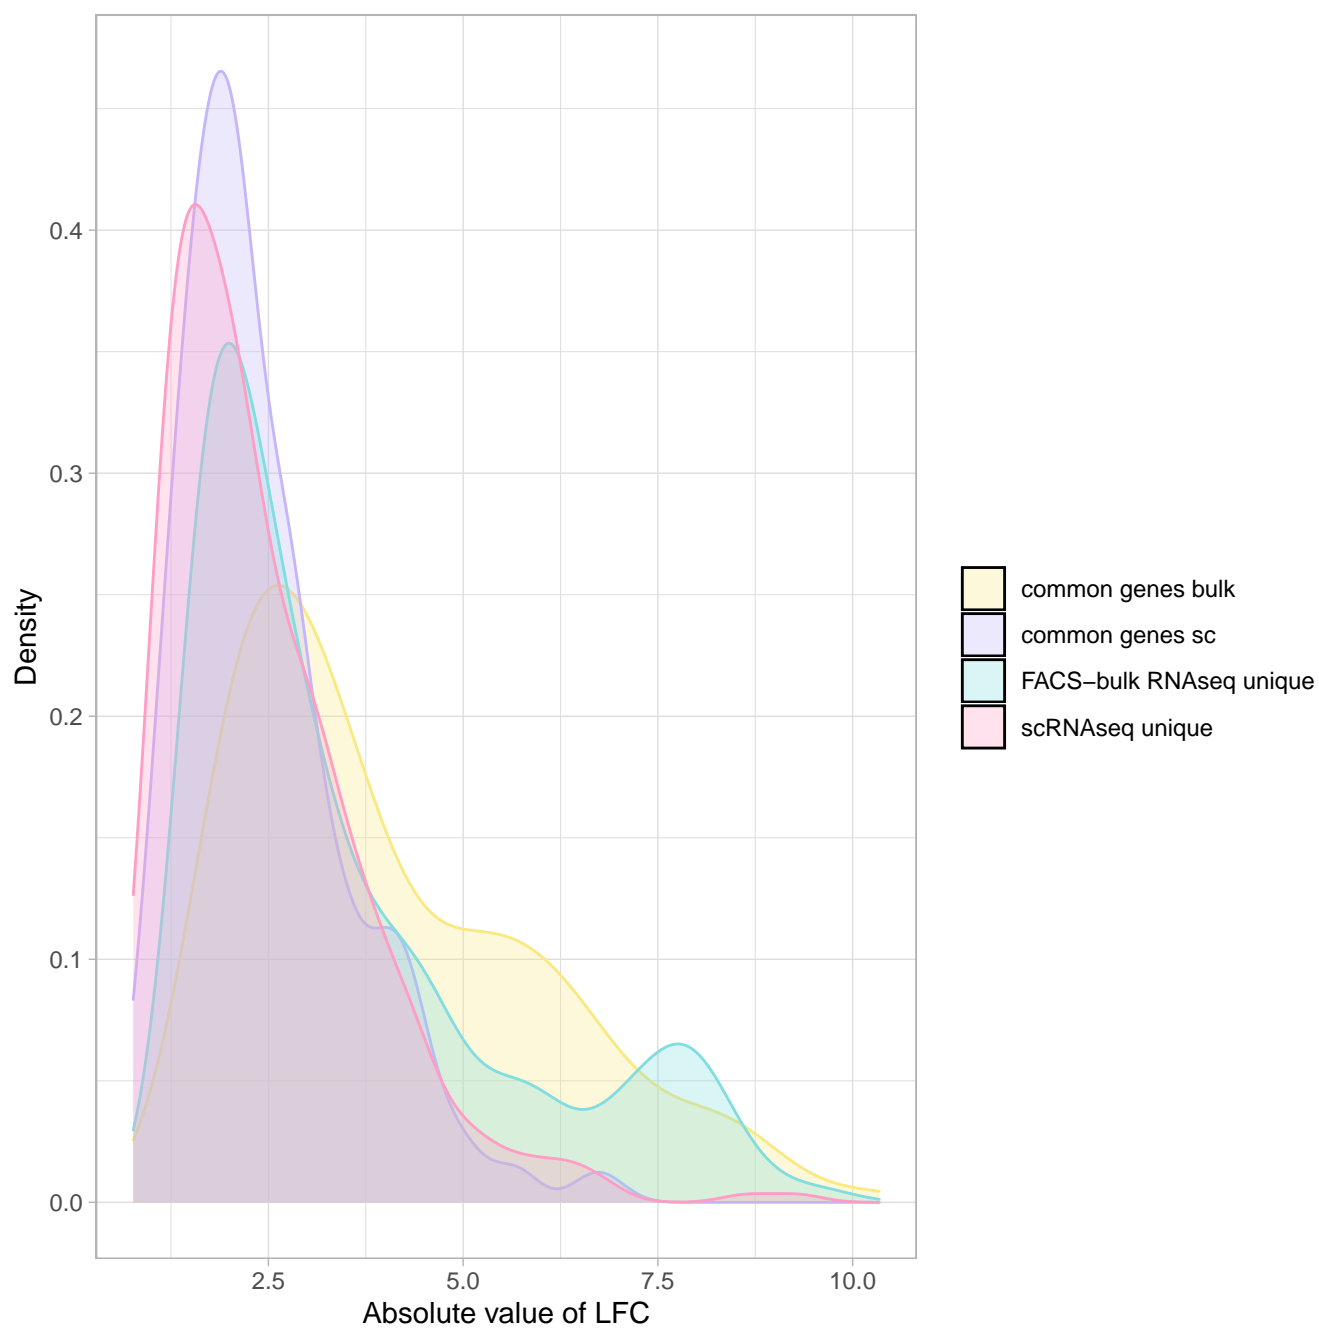 Density
0.4
0.3
0.2
0.1
0.0
2.5
5.0
7.5
10.0
Absolute value of LFC
common genes bulk
common genes sc
FACS−bulk RNAseq unique
scRNAseq unique